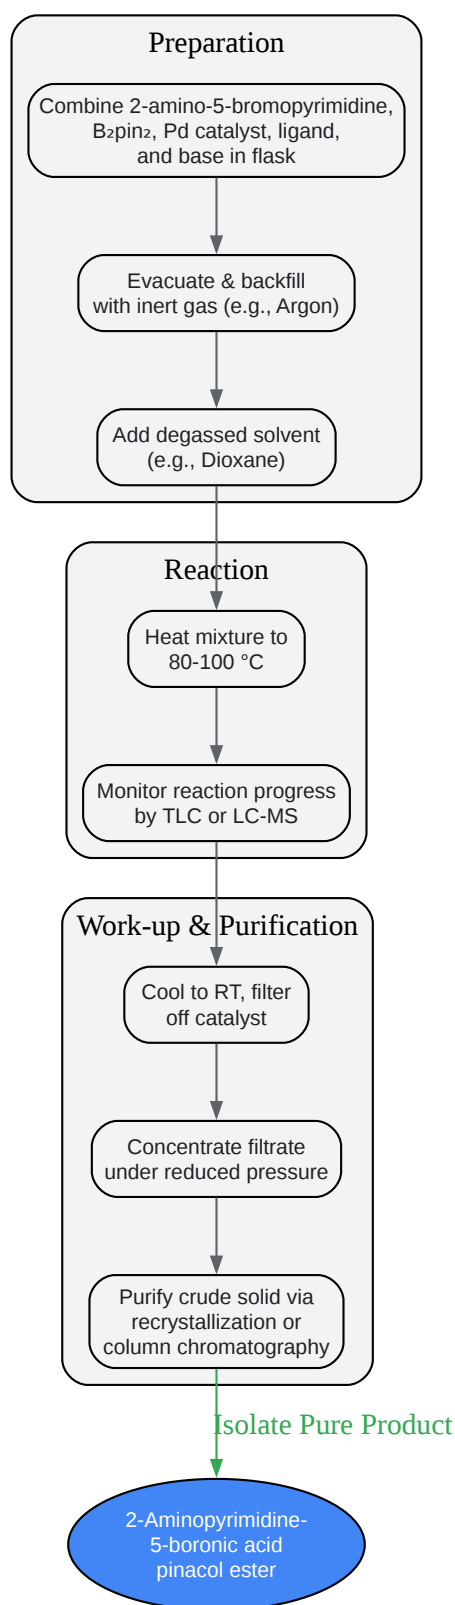 Preparation
Combine 2-amino-5-bromopyrimidine,
B₂pin₂, Pd catalyst, ligand,
and base in flask
Evacuate & backfill
with inert gas (e.g., Argon)
Add degassed solvent
(e.g., Dioxane)
Reaction
Heat mixture to
80-100 °C
Monitor reaction progress
by TLC or LC-MS
Work-up & Purification
Cool to RT, filter
off catalyst
Concentrate filtrate
under reduced pressure
Purify crude solid via
recrystallization or
column chromatography
Isolate Pure Product
2-Aminopyrimidine-
5-boronic acid
pinacol ester